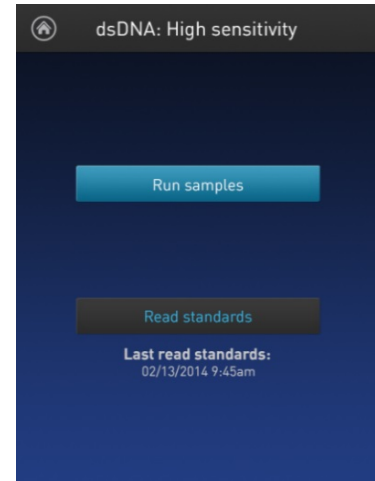 dsDNA: High sensitivity
Run samples
Read standards
Last read standards:
02/13/2014 9:45am